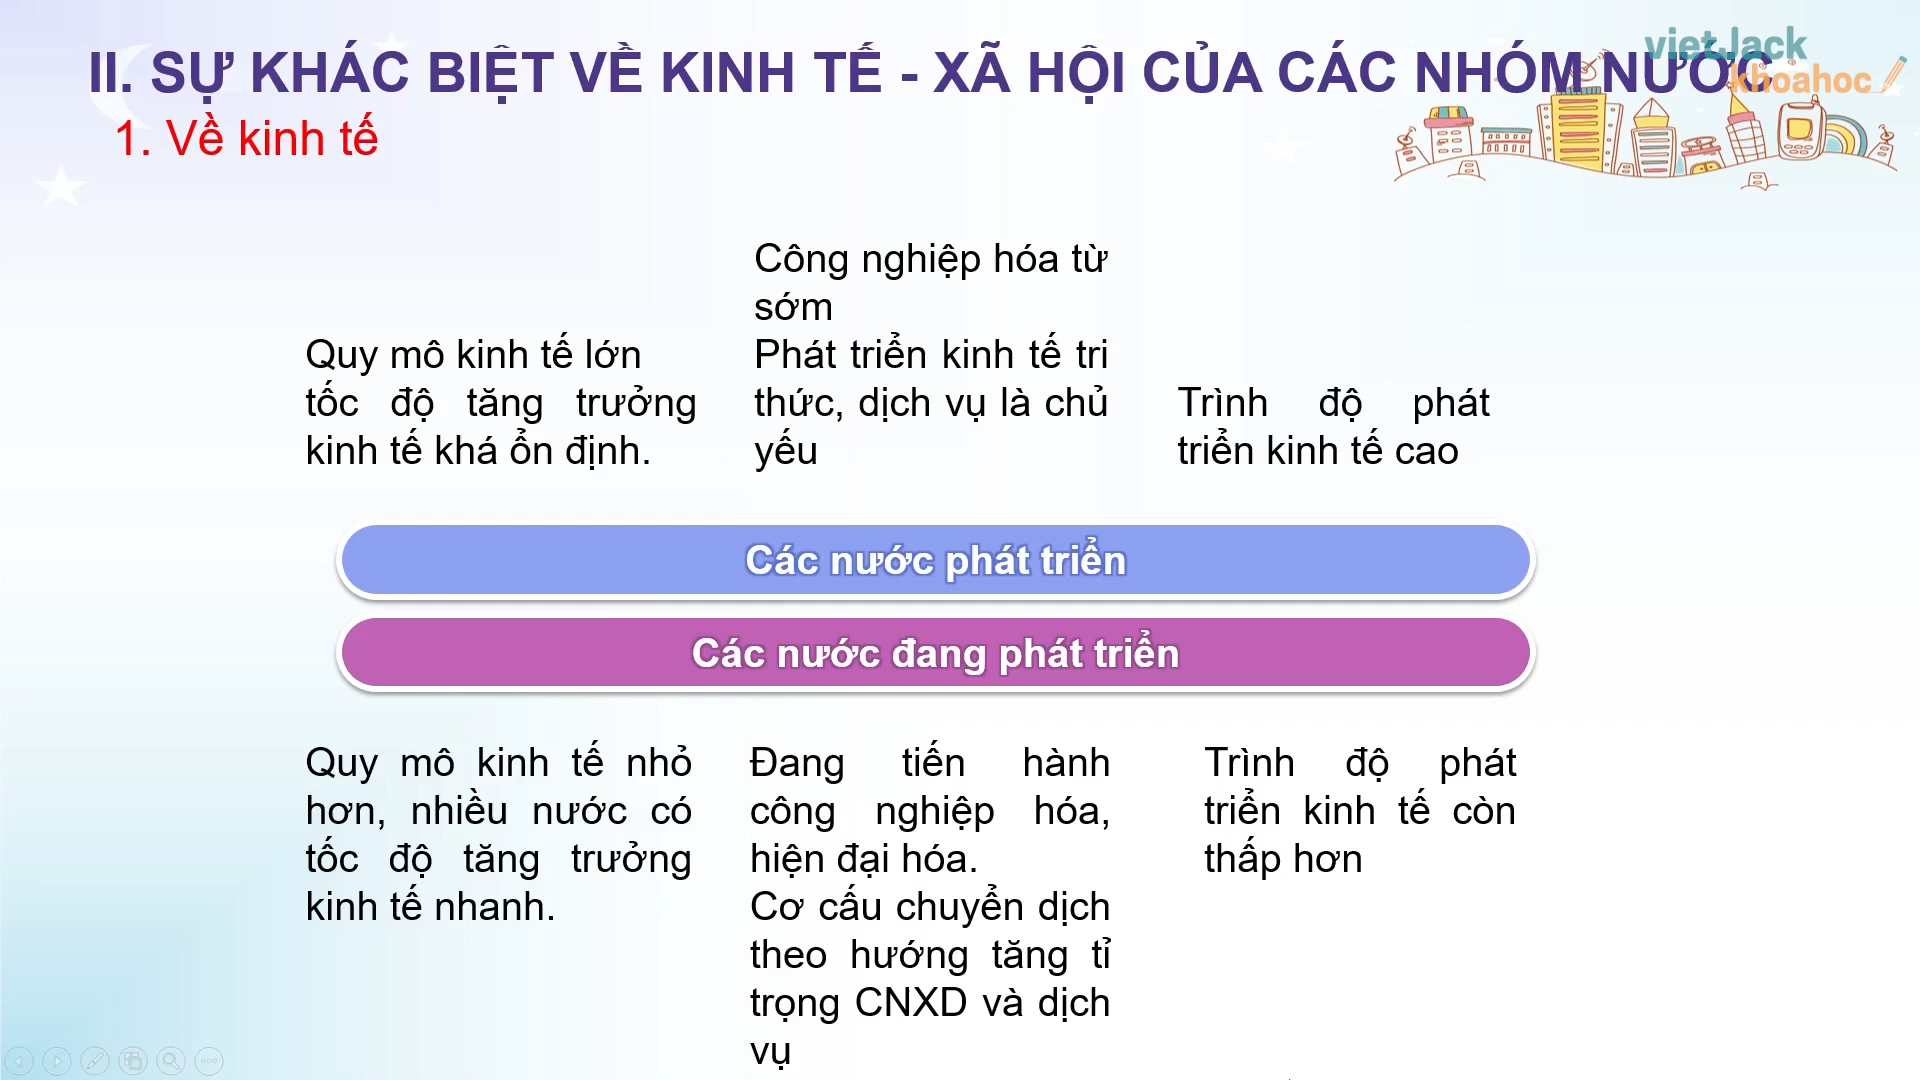 II. SỰ KHÁC BIỆT VỀ KINH TẾ - XÃ HỘI CỦA CÁC NHÓM NƯỚC
vietJack
khoahoc
1. Về kinh tế
Quy mô kinh tế lớn
tốc độ tăng trưởng
kinh tế khá ổn định.
Công nghiệp hóa từ
sớm
Phát triển kinh tế tri
thức, dịch vụ là chủ
yếu
Trình độ phát
triển kinh tế cao
Các nước phát triển
Các nước đang phát triển
Quy mô kinh tế nhỏ
hơn, nhiều nước có
tốc độ tăng trưởng
kinh tế nhanh.
Đang tiến hành
công nghiệp hóa,
hiện đại hóa.
Cơ cấu chuyển dịch
theo hướng tăng tỉ
trọng CNXD và dịch
vụ
Trình độ phát
triển kinh tế còn
thấp hơn